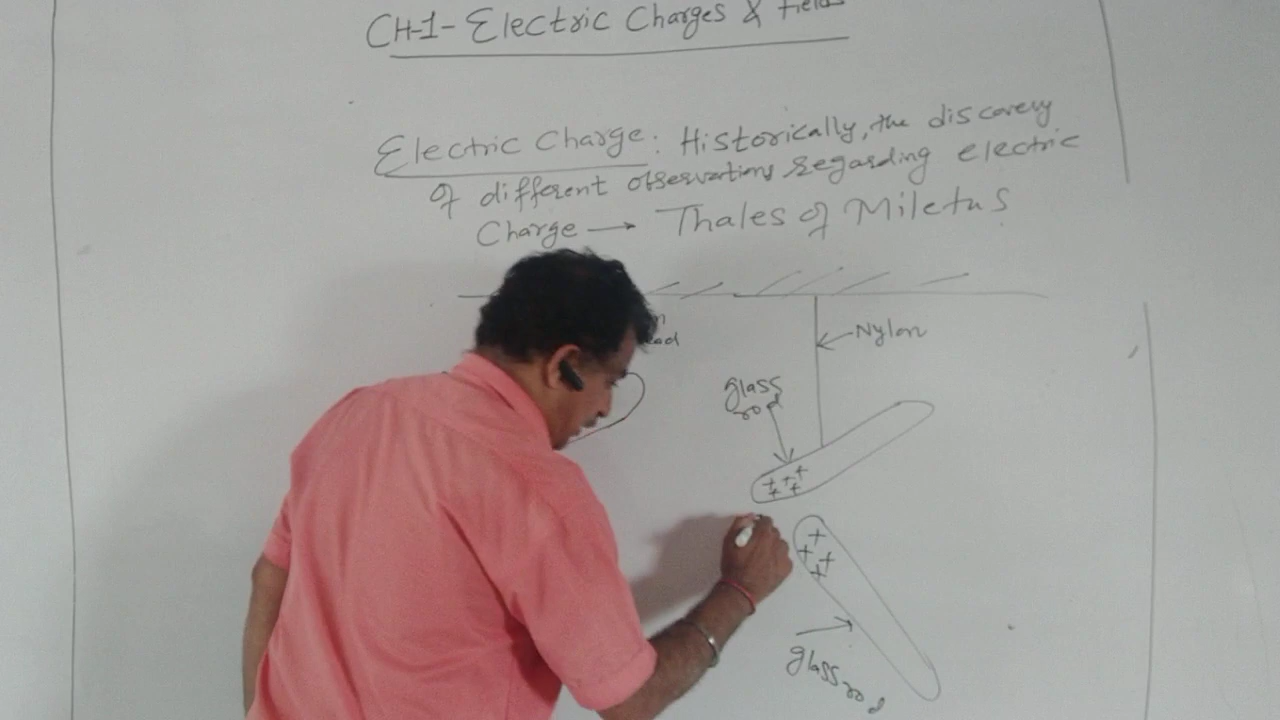 CH-1- Electric Charges & Fields
Electric Charge: Historically, the discovery
of different observations regarding electric
Charge → Thales of Miletus
Nylon
glass
rod
+ + + + +
+ + + +
glass rod